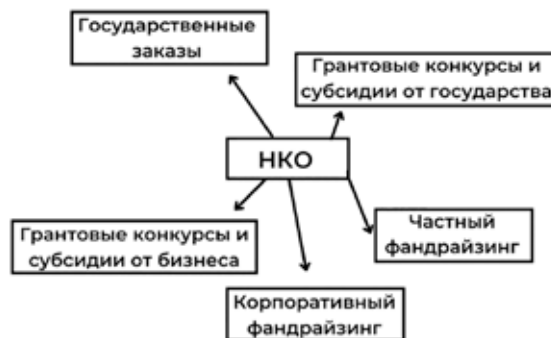 Государственные
заказы
Грантовые конкурсы и
субсидии от государства
НКО
Частный
фандрайзинг
Грантовые конкурсы и
субсидии от бизнеса
Корпоративный
фандрайзинг